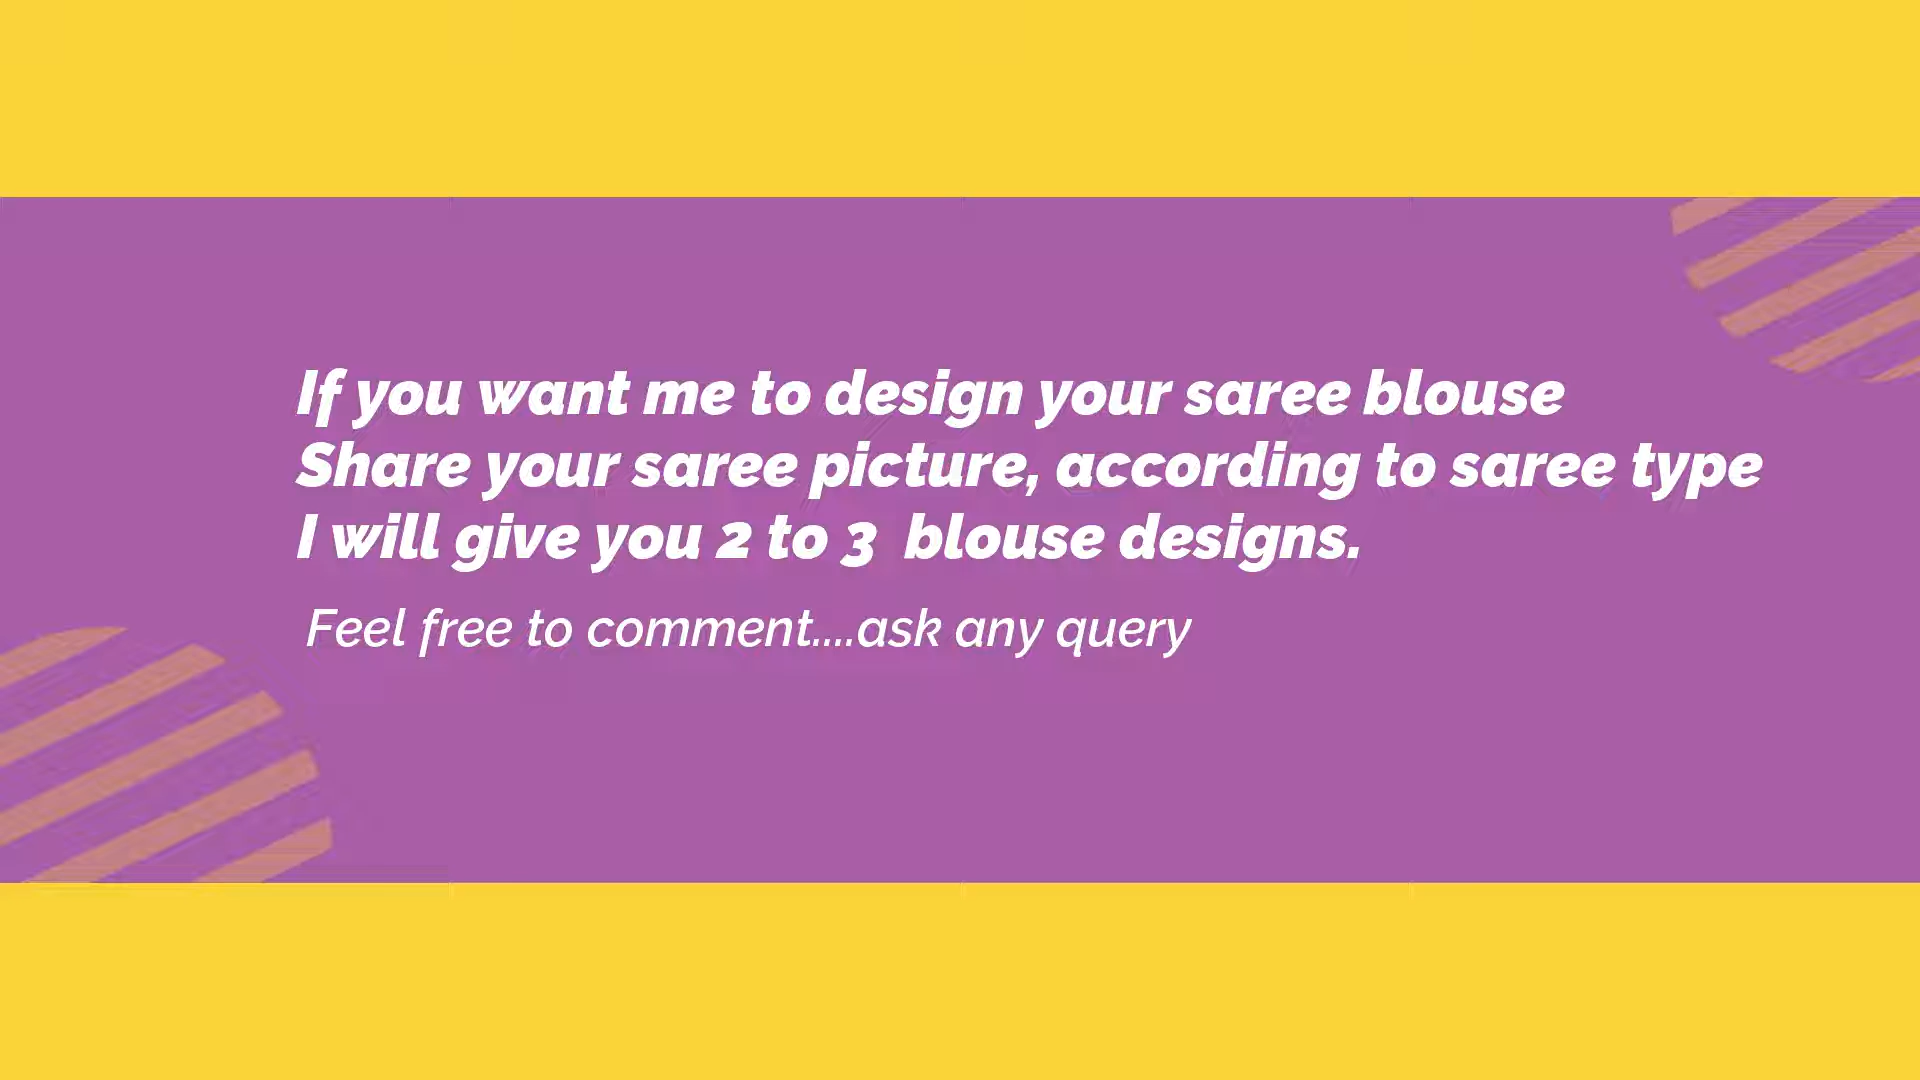 If you want me to design your saree blouse
Share your saree picture, according to saree type
I will give you 2 to 3 blouse designs.
Feel free to comment....ask any query